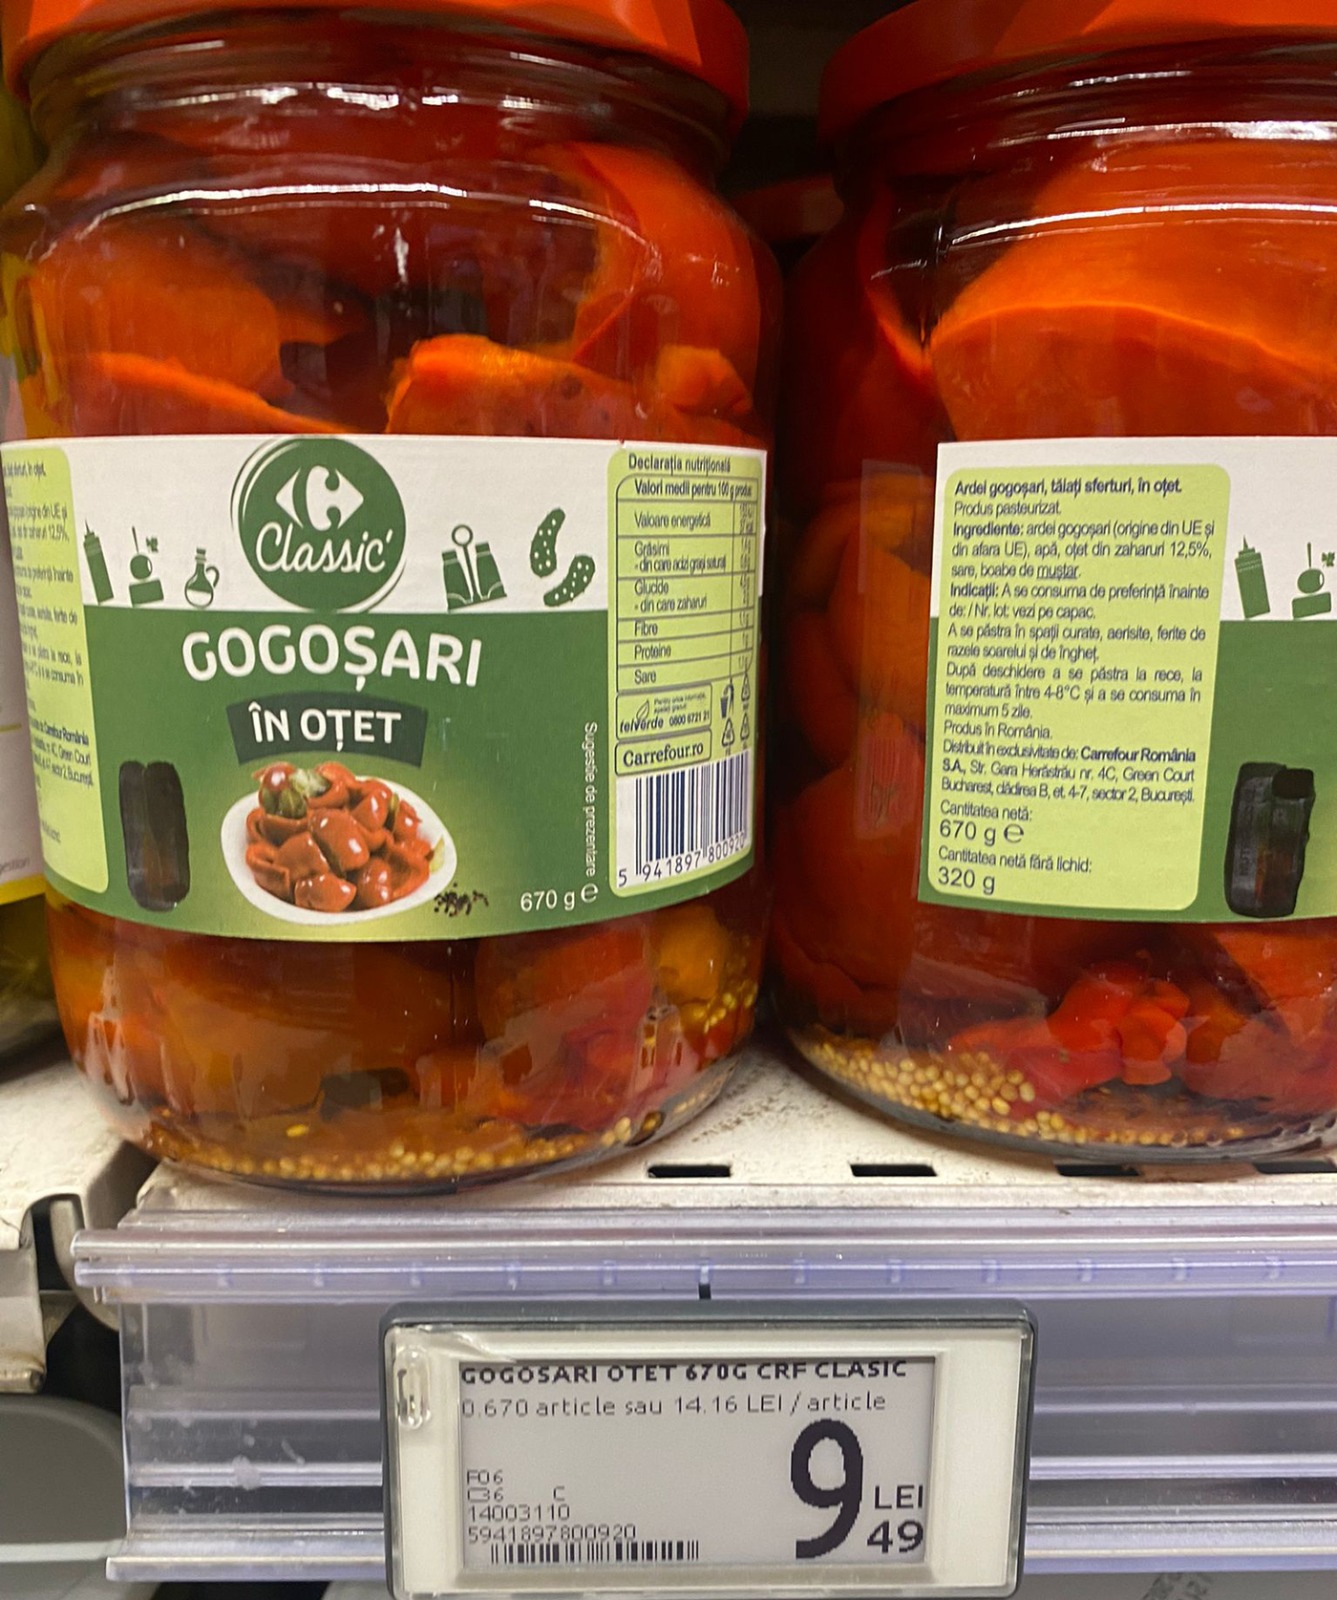 Classic'
GOGOȘARI
ÎN OȚET
Sugestie de prezentare
670 g ℮
Declarația nutrițională
Valori medii pentru 100 g produs
Valoare energetică
Grăsimi
- din care acizi grași saturați
Glucide
- din care zaharuri
Fibre
Proteine
Sare
telverde 0800 8721 21
Carrefour.ro
5 941897 800920
Ardei gogoșari, tăiați sferturi, în oțet.
Produs pasteurizat.
Ingrediente: ardei gogoșari (origine din UE și
din afara UE), apă, oțet din zaharuri 12,5%,
sare, boabe de muștar.
Indicații: A se consuma de preferință înainte
de: / Nr. lot: vezi pe capac.
A se păstra în spații curate, aerisite, ferite de
razele soarelui și de îngheț.
După deschidere a se păstra la rece, la
temperatură între 4-8°C și a se consuma în
maximum 5 zile.
Produs în România.
Distribuit în exclusivitate de: Carrefour România
S.A., Str. Gara Herăstrău nr. 4C, Green Court
Bucharest, clădirea B, et. 4-7, sector 2, București.
Cantitatea netă:
670 g ℮
Cantitatea netă fără lichid:
320 g
GOGOSARI OTET 670G CRF CLASIC
0.670 article sau 14.16 LEI / article
9 LEI
49
F06
C36 C
14003110
5941897800920